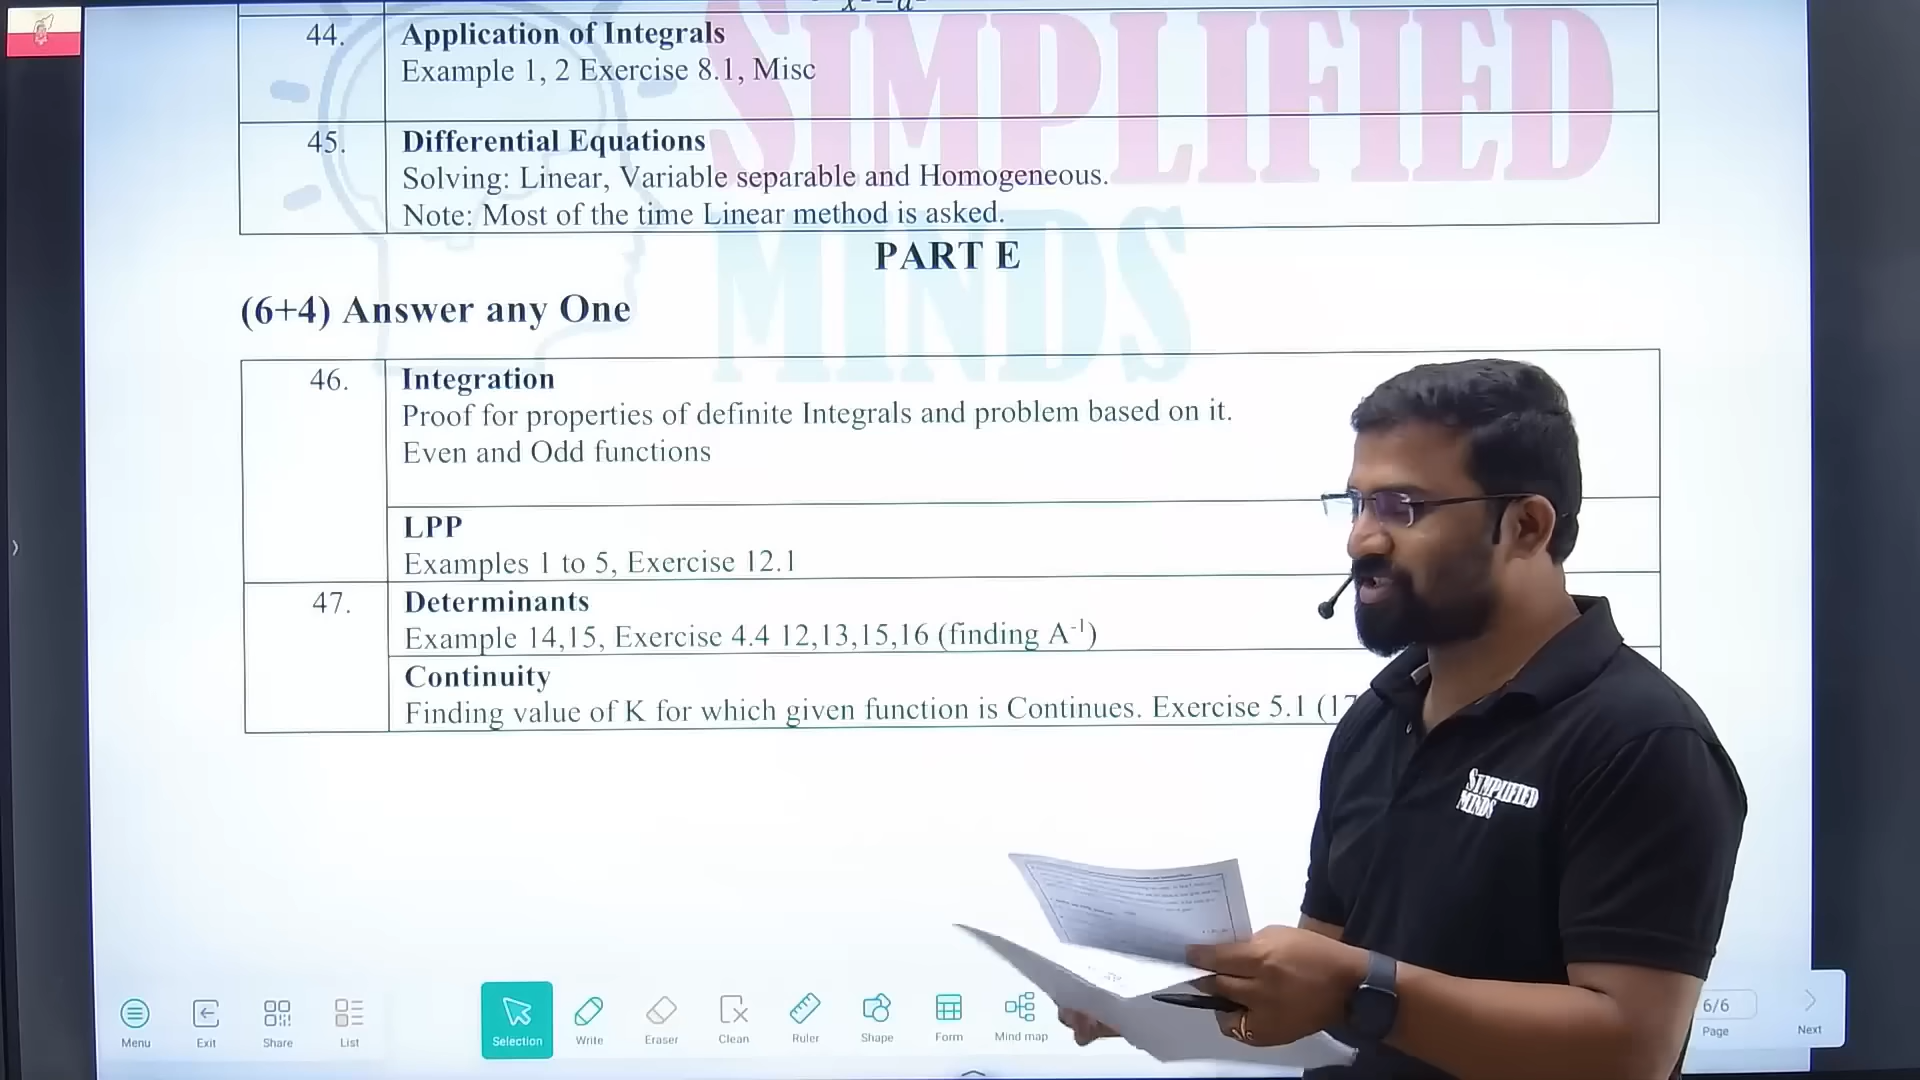 SIMPLIFIED
MINDS
44.
Application of Integrals
Example 1, 2 Exercise 8.1, Misc
45.
Differential Equations
Solving: Linear, Variable separable and Homogeneous.
Note: Most of the time Linear method is asked.
PART E
(6+4) Answer any One
46.
Integration
Proof for properties of definite Integrals and problem based on it.
Even and Odd functions
LPP
Examples 1 to 5, Exercise 12.1
47.
Determinants
Example 14,15, Exercise 4.4 12,13,15,16 (finding A⁻¹)
Continuity
Finding value of K for which given function is Continues. Exercise 5.1 (17
SIMPLIFIED
MINDS
Menu
Exit
Share
List
Selection
Write
Eraser
Clean
Ruler
Shape
Form
Mind map
6/6
Page
Next